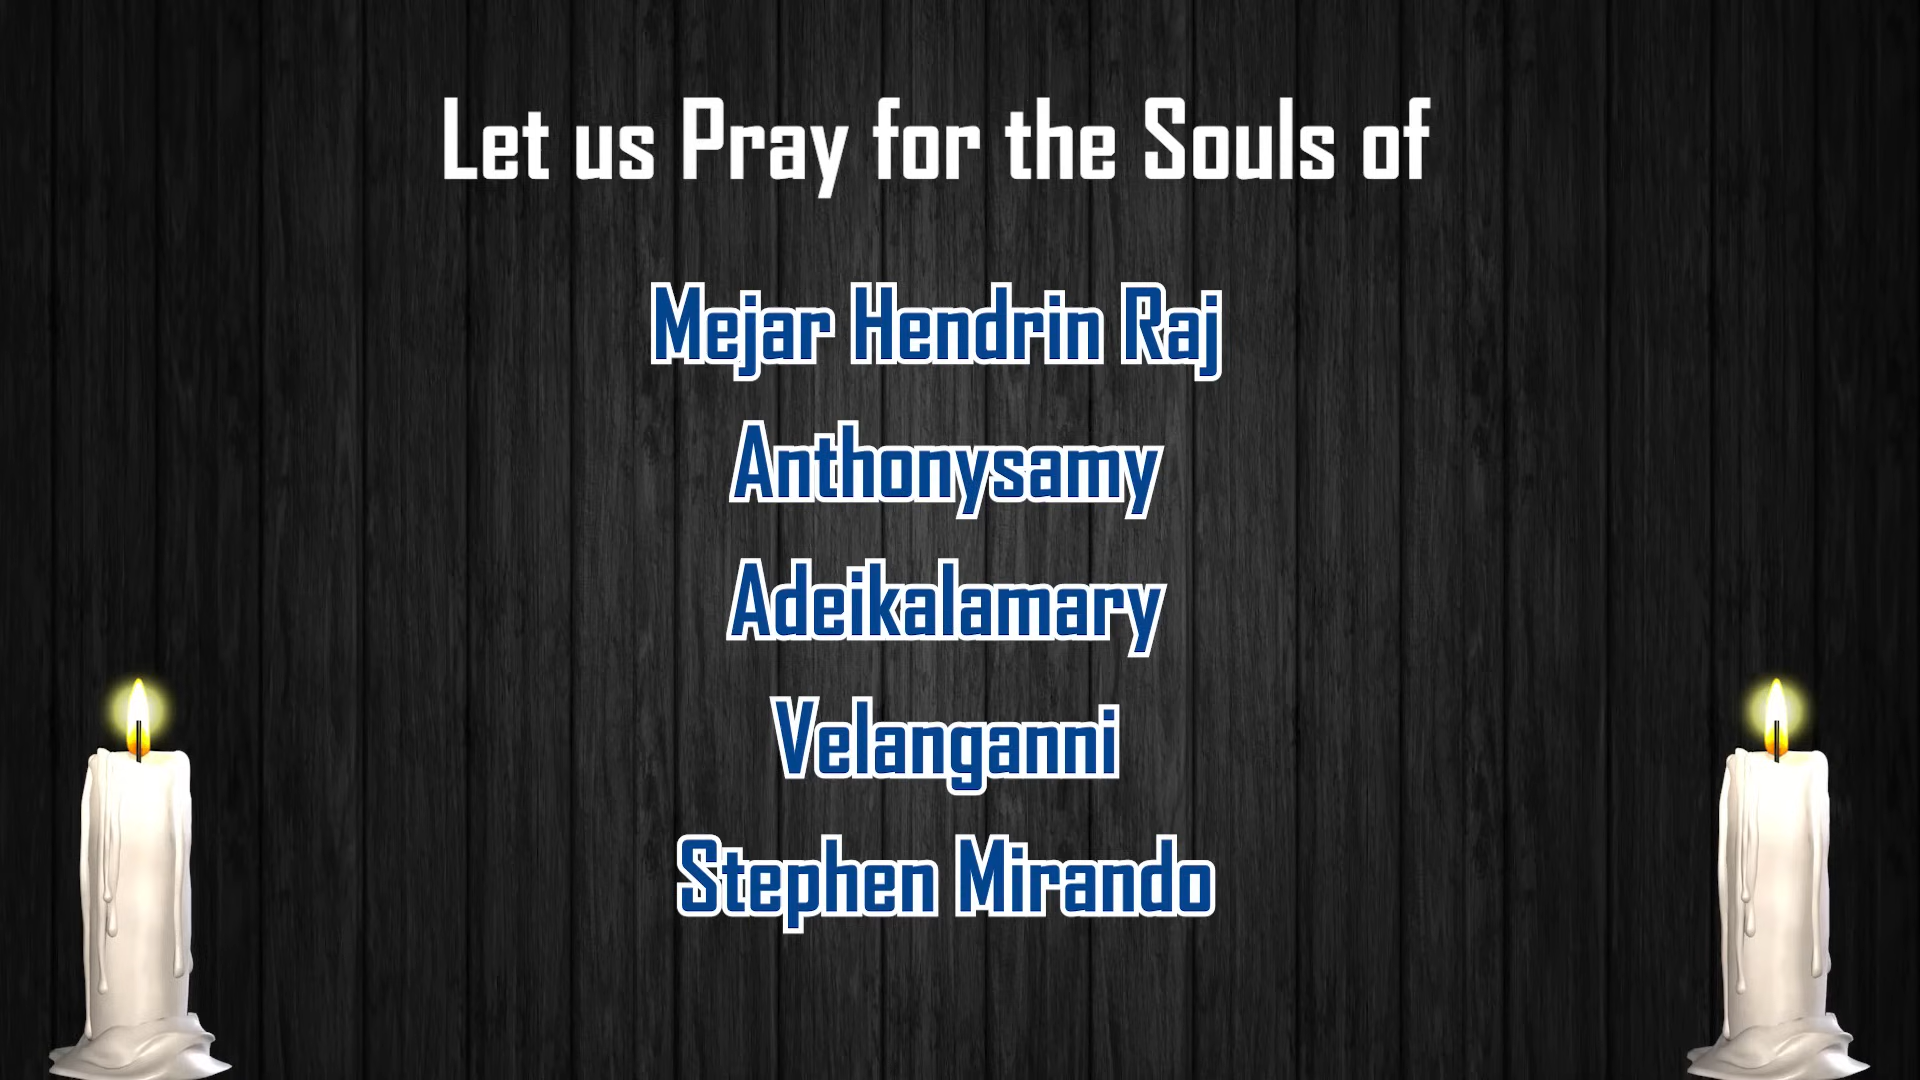 Let us Pray for the Souls of
Mejar Hendrin Raj
Anthonysamy
Adeikalamary
Velanganni
Stephen Mirando